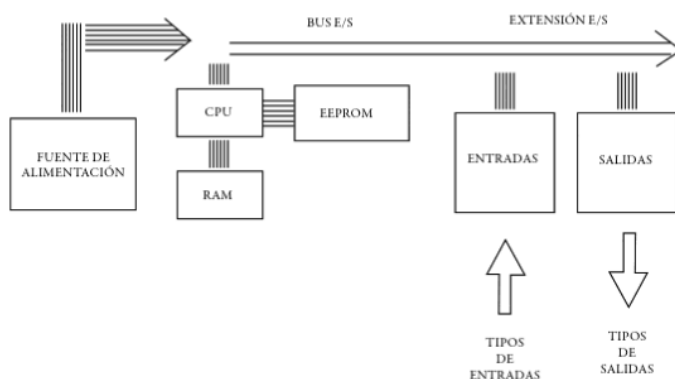 BUS E/S
EXTENSIÓN E/S
CPU
EEPROM
FUENTE DE
ALIMENTACIÓN
RAM
ENTRADAS
SALIDAS
TIPOS
DE
ENTRADAS
TIPOS
DE
SALIDAS